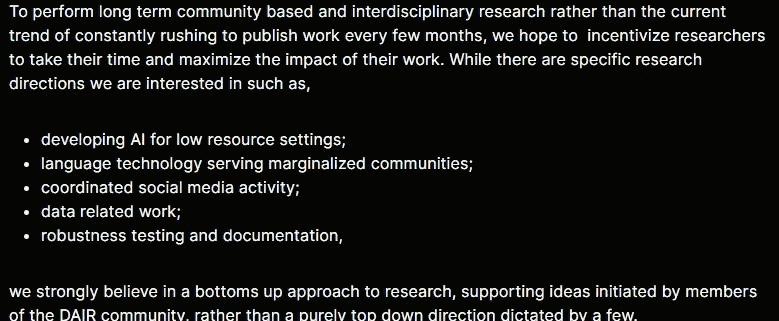 To perform long term community based and interdisciplinary research rather than the current
trend of constantly rushing to publish work every few months, we hope to incentivize researchers
to take their time and maximize the impact of their work. While there are specific research
directions we are interested in such as,
• developing AI for low resource settings;
• language technology serving marginalized communities;
• coordinated social media activity;
• data related work;
• robustness testing and documentation,
we strongly believe in a bottoms up approach to research, supporting ideas initiated by members
of the DAIR community, rather than a purely top down direction dictated by a few.